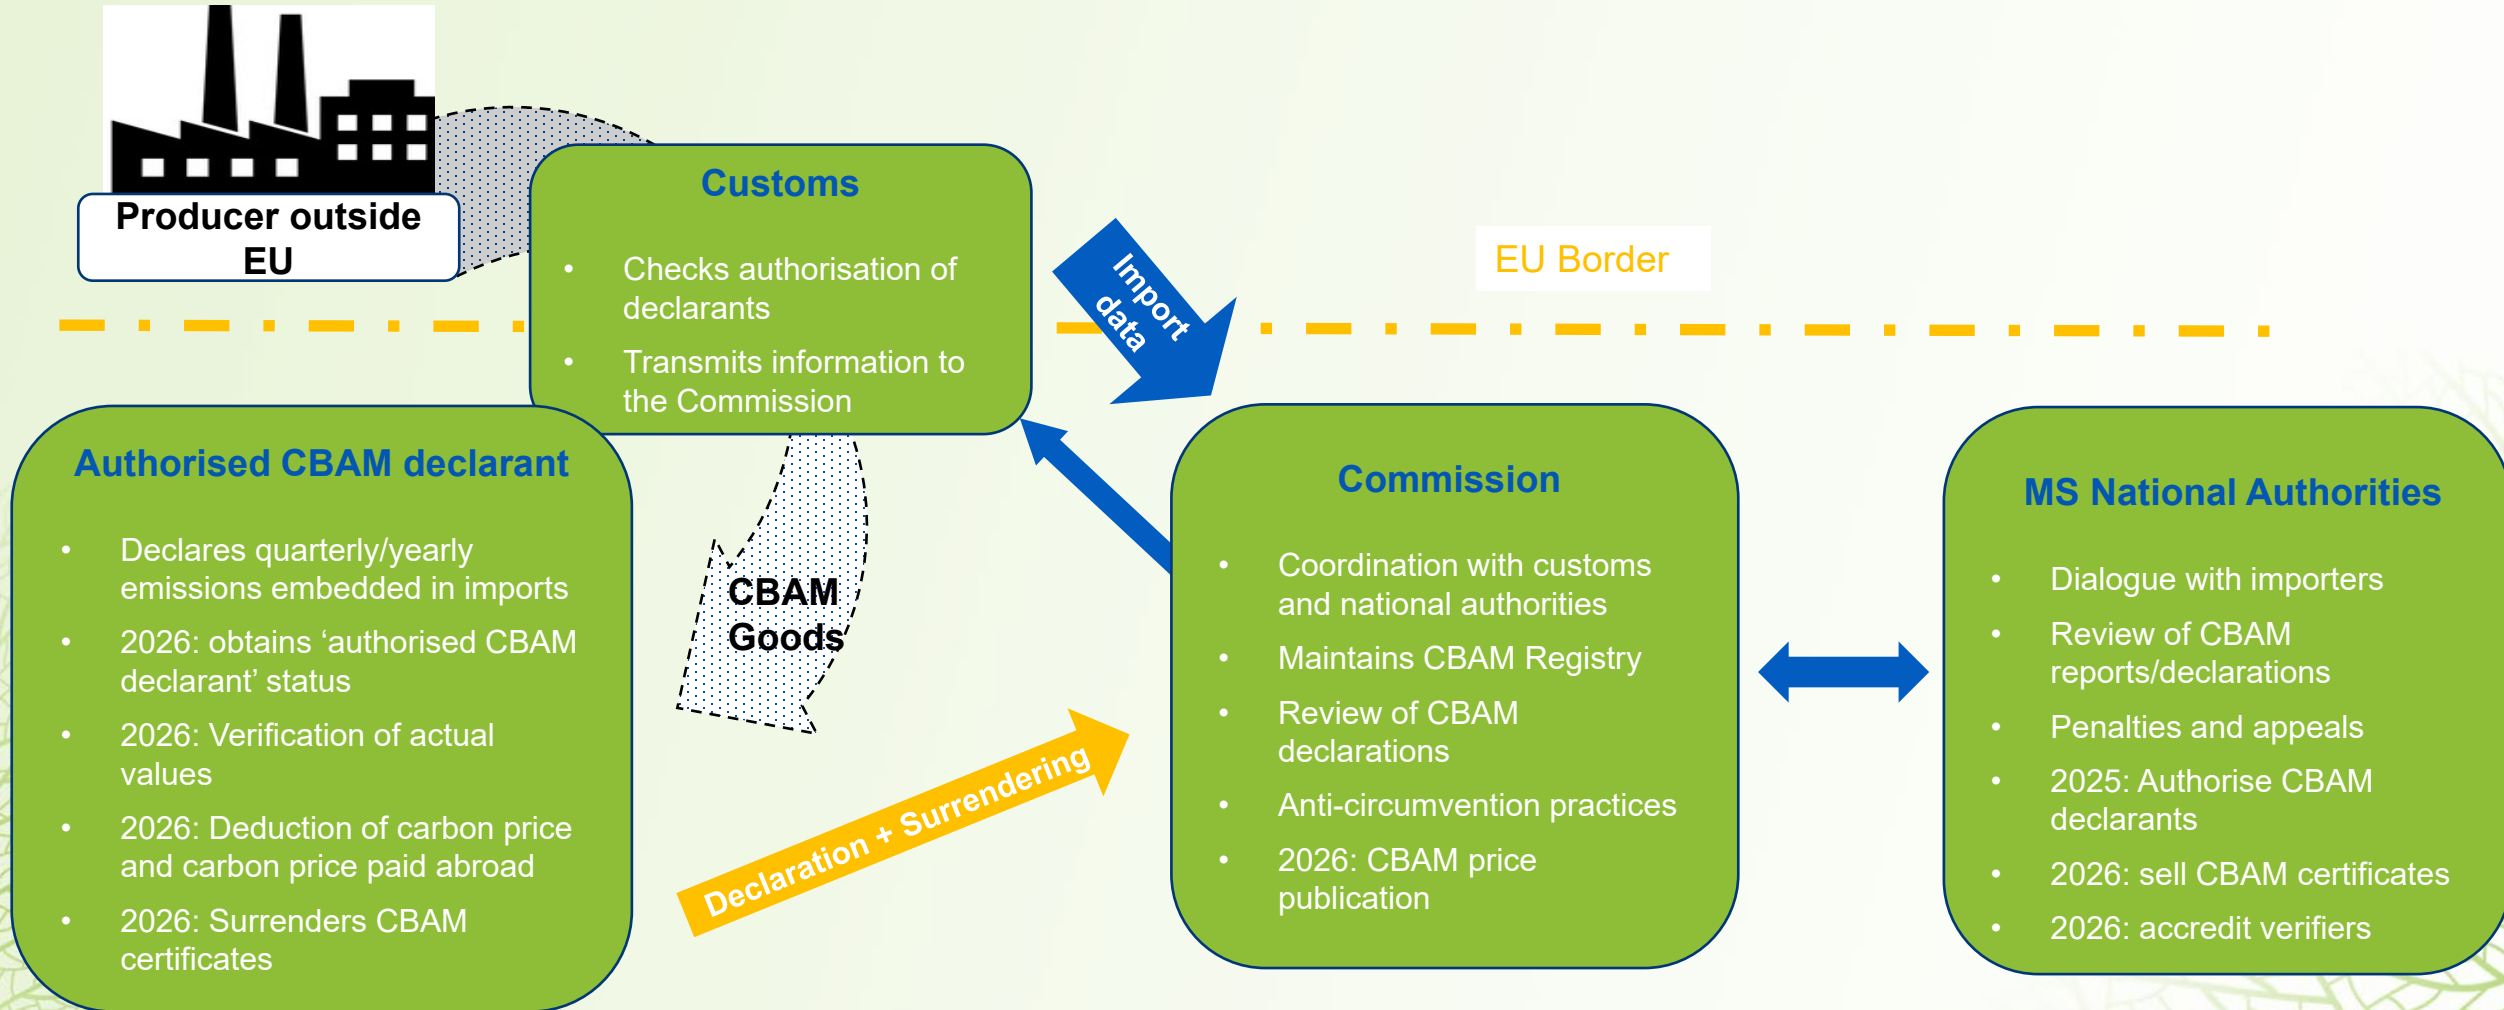 Producer outside
EU
Customs
• Checks authorisation of
declarants
• Transmits information to
the Commission
Import
data
EU Border
Authorised CBAM declarant
• Declares quarterly/yearly
emissions embedded in imports
• 2026: obtains ‘authorised CBAM
declarant’ status
• 2026: Verification of actual
values
• 2026: Deduction of carbon price
and carbon price paid abroad
• 2026: Surrenders CBAM
certificates
CBAM
Goods
Declaration + Surrendering
Commission
• Coordination with customs
and national authorities
• Maintains CBAM Registry
• Review of CBAM
declarations
• Anti-circumvention practices
• 2026: CBAM price
publication
MS National Authorities
• Dialogue with importers
• Review of CBAM
reports/declarations
• Penalties and appeals
• 2025: Authorise CBAM
declarants
• 2026: sell CBAM certificates
• 2026: accredit verifiers